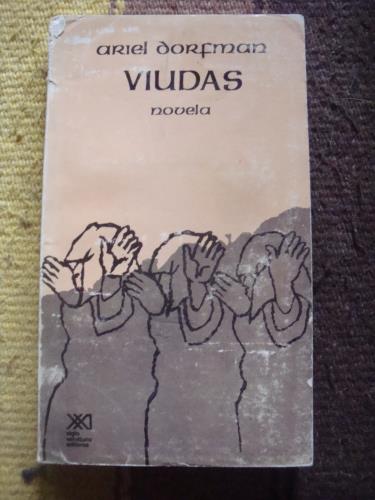 ariel dorfman
VIUDAS
novela
siglo
veintiuno
editores